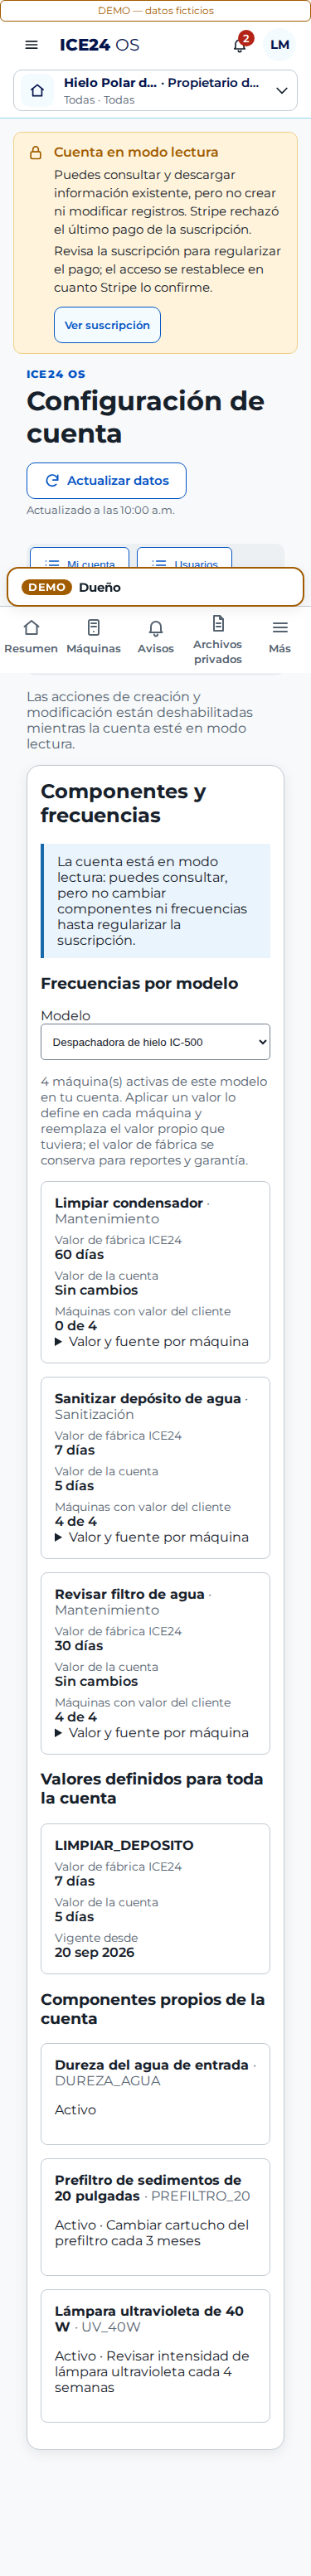 DEMO — datos ficticios
ICE24 OS
2
LM
Hielo Polar d... · Propietario d...
Todas · Todas
Cuenta en modo lectura
Puedes consultar y descargar
información existente, pero no crear
ni modificar registros. Stripe rechazó
el último pago de la suscripción.
Revisa la suscripción para regularizar
el pago; el acceso se restablece en
cuanto Stripe lo confirme.
Ver suscripción
ICE24 OS
Configuración de
cuenta
Actualizar datos
Actualizado a las 10:00 a.m.
Mi cuenta
Usuarios
DEMO Dueño
Resumen
Máquinas
Avisos
Archivos
privados
Más
Las acciones de creación y
modificación están deshabilitadas
mientras la cuenta esté en modo
lectura.
Componentes y
frecuencias
La cuenta está en modo
lectura: puedes consultar,
pero no cambiar
componentes ni frecuencias
hasta regularizar la
suscripción.
Frecuencias por modelo
Modelo
Despachadora de hielo IC-500
4 máquina(s) activas de este modelo
en tu cuenta. Aplicar un valor lo
define en cada máquina y
reemplaza el valor propio que
tuviera; el valor de fábrica se
conserva para reportes y garantía.
Limpiar condensador ·
Mantenimiento
Valor de fábrica ICE24
60 días
Valor de la cuenta
Sin cambios
Máquinas con valor del cliente
0 de 4
Valor y fuente por máquina
Sanitizar depósito de agua ·
Sanitización
Valor de fábrica ICE24
7 días
Valor de la cuenta
5 días
Máquinas con valor del cliente
4 de 4
Valor y fuente por máquina
Revisar filtro de agua ·
Mantenimiento
Valor de fábrica ICE24
30 días
Valor de la cuenta
Sin cambios
Máquinas con valor del cliente
4 de 4
Valor y fuente por máquina
Valores definidos para toda
la cuenta
LIMPIAR_DEPOSITO
Valor de fábrica ICE24
7 días
Valor de la cuenta
5 días
Vigente desde
20 sep 2026
Componentes propios de la
cuenta
Dureza del agua de entrada ·
DUREZA_AGUA
Activo
Prefiltro de sedimentos de
20 pulgadas · PREFILTRO_20
Activo · Cambiar cartucho del
prefiltro cada 3 meses
Lámpara ultravioleta de 40
W · UV_40W
Activo · Revisar intensidad de
lámpara ultravioleta cada 4
semanas